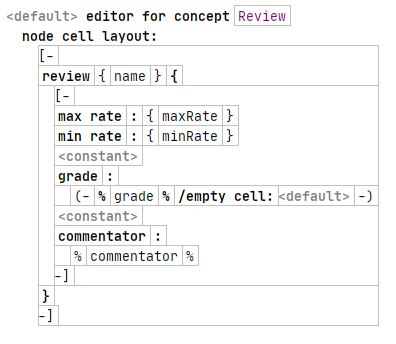 <default> editor for concept Review
node cell layout:
[-
review { name } {
[-
max rate : { maxRate }
min rate : { minRate }
<constant>
grade :
(- % grade % /empty cell: <default> -)
<constant>
commentator :
% commentator %
-]
}
-]